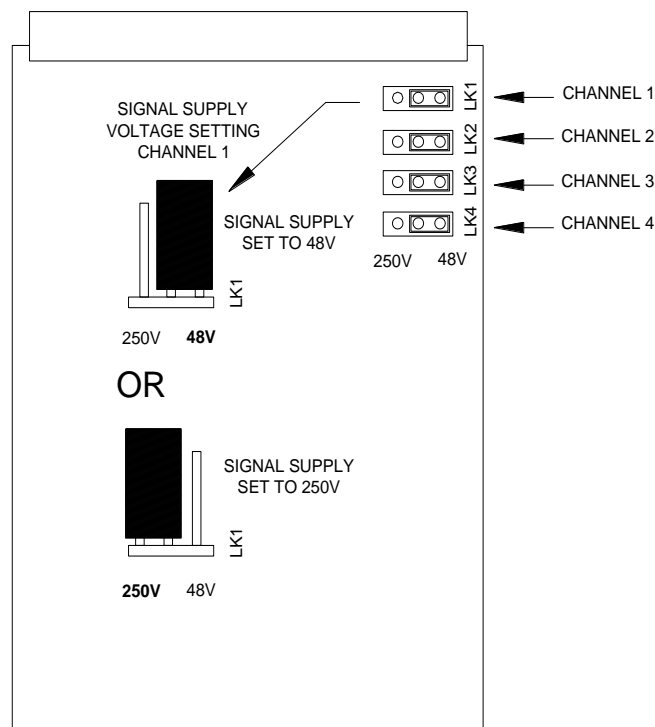 SIGNAL SUPPLY
VOLTAGE SETTING
CHANNEL 1
LK1
CHANNEL 1
LK2
CHANNEL 2
LK3
CHANNEL 3
LK4
CHANNEL 4
250V 48V
SIGNAL SUPPLY
SET TO 48V
LK1
250V 48V
OR
SIGNAL SUPPLY
SET TO 250V
LK1
250V 48V